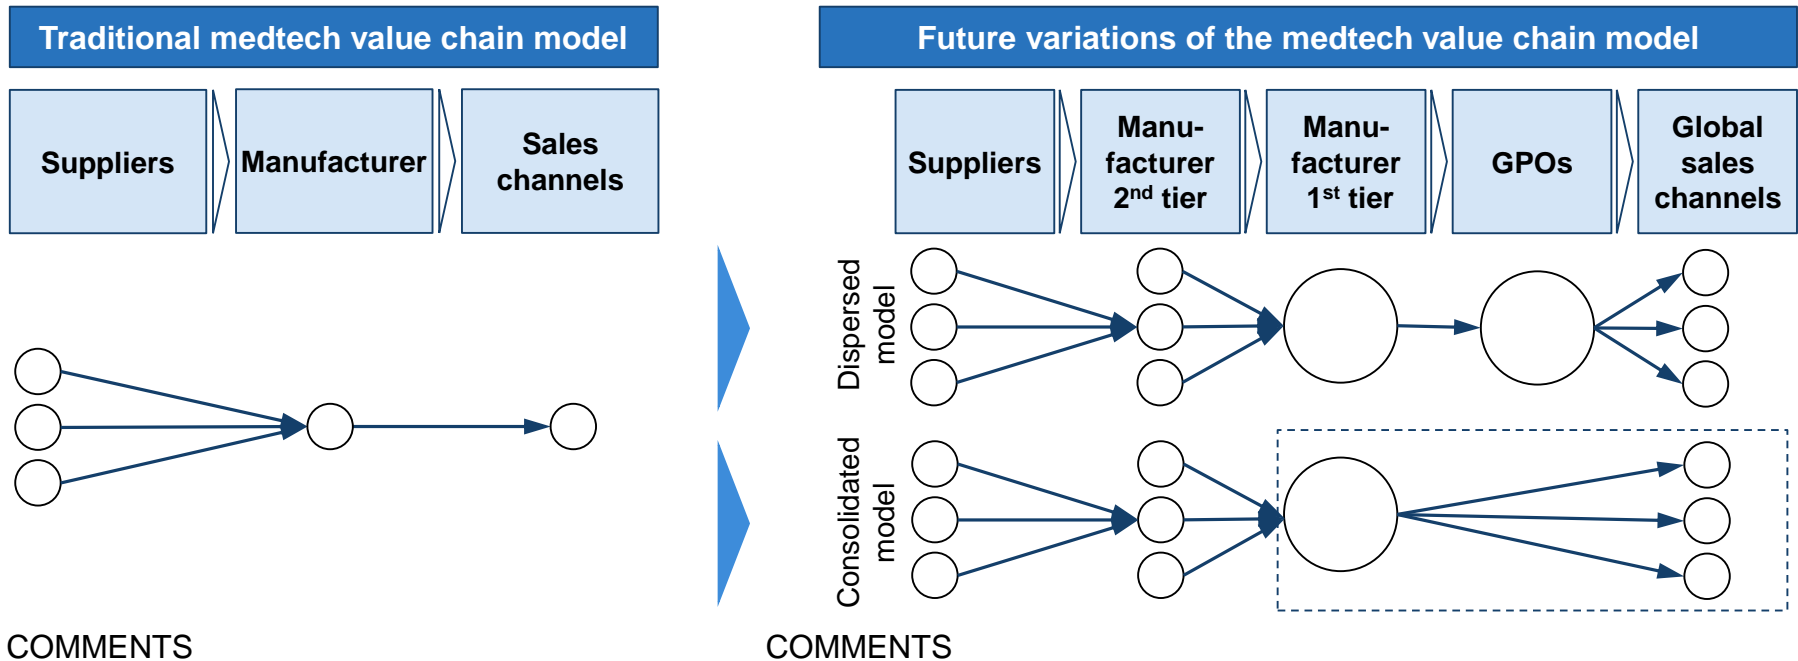 Traditional medtech value chain model
Suppliers
Manufacturer
Sales
channels
COMMENTS
Future variations of the medtech value chain model
Suppliers
Manu-
facturer
2nd tier
Manu-
facturer
1st tier
GPOs
Global
sales
channels
Dispersed
model
Consolidated
model
COMMENTS